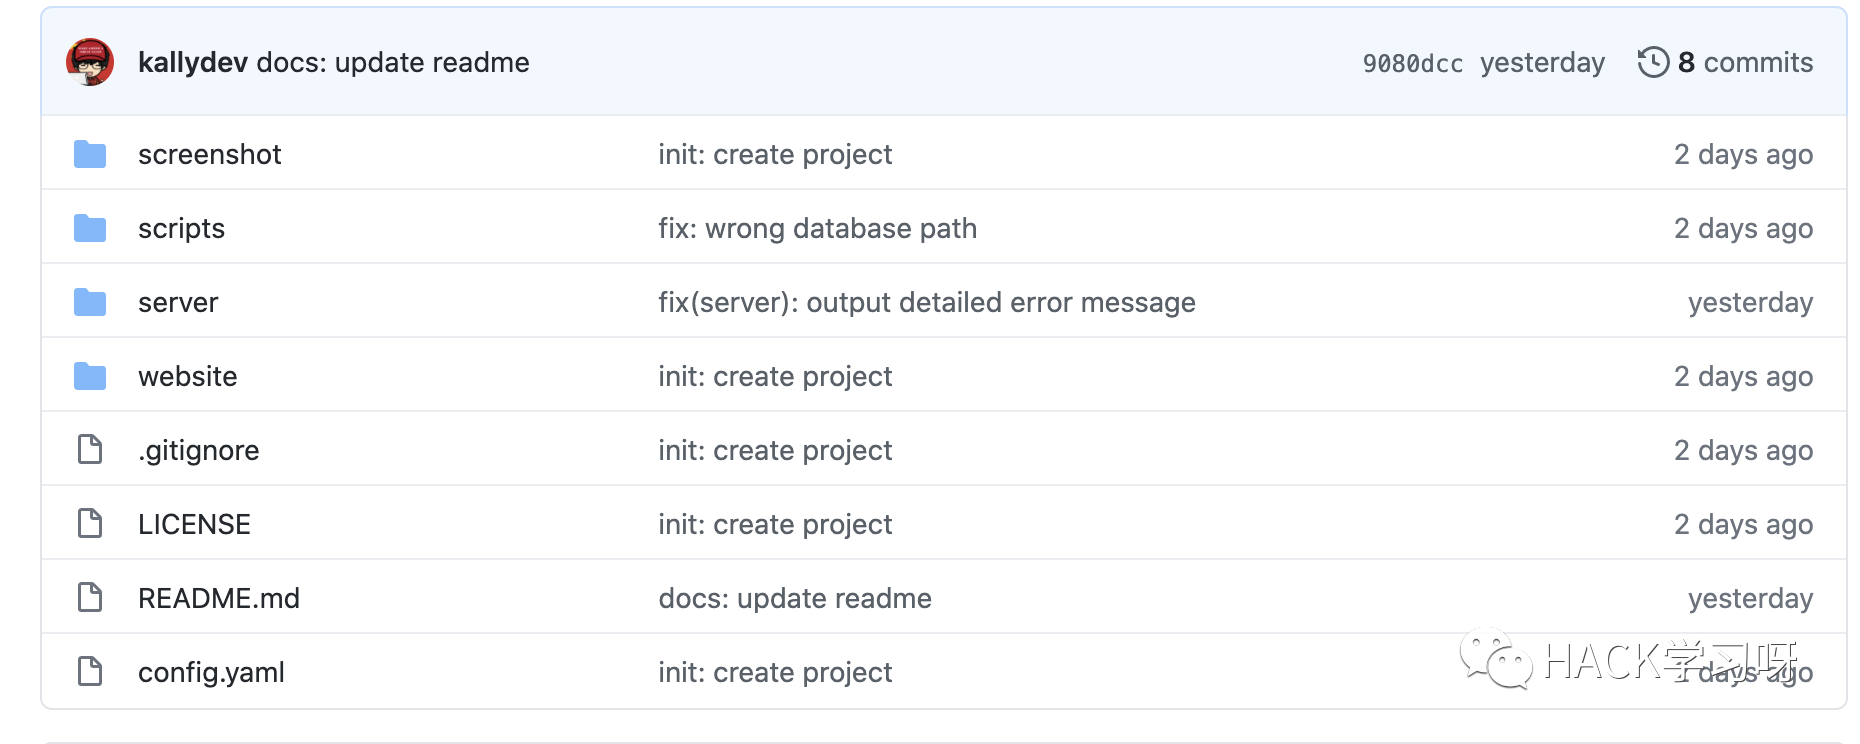 kallydev docs: update readme 9080dcc yesterday 8 commits
screenshot init: create project 2 days ago
scripts fix: wrong database path 2 days ago
server fix(server): output detailed error message yesterday
website init: create project 2 days ago
.gitignore init: create project 2 days ago
LICENSE init: create project 2 days ago
README.md docs: update readme yesterday
config.yaml init: create project 2 days ago
HACK学习呀